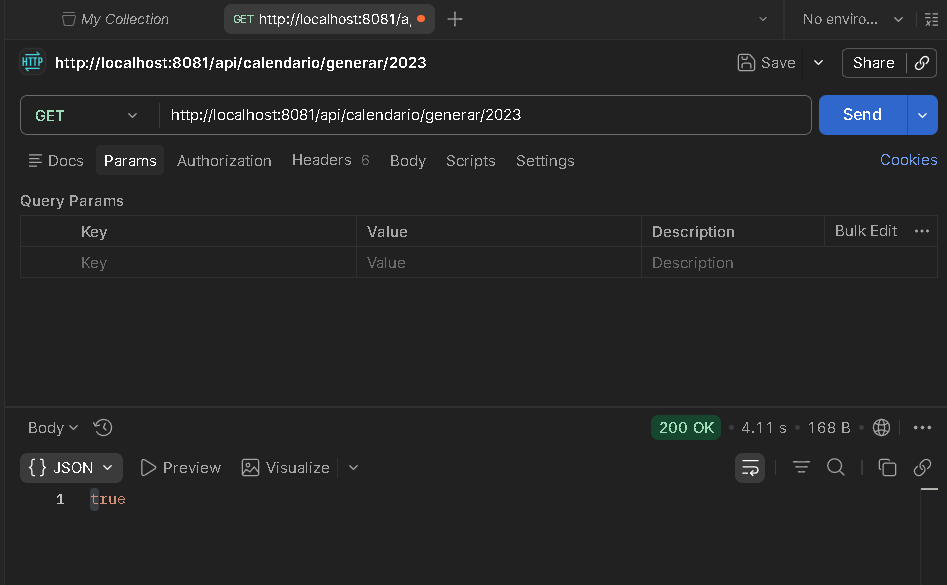 My Collection GET http://localhost:8081/a, No enviro...
HTTP http://localhost:8081/api/calendario/generar/2023 Save Share
GET http://localhost:8081/api/calendario/generar/2023 Send
Docs Params Authorization Headers 6 Body Scripts Settings Cookies
Query Params
Key Value Description Bulk Edit
Key Value Description
Body 200 OK 4.11 s 168 B
{} JSON Preview Visualize
1 true